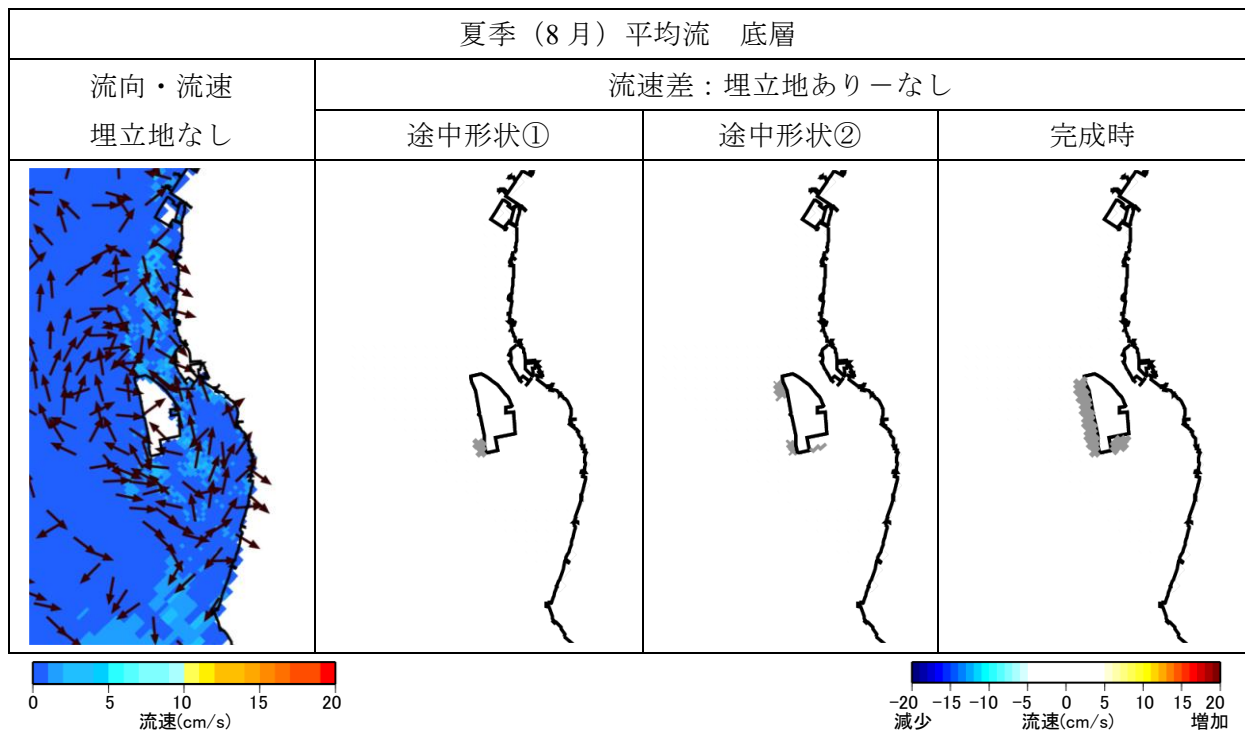 夏季（8月）平均流　底層
流向・流速
埋立地なし
流速差：埋立地あり－なし
途中形状①
途中形状②
完成時
0 5 10 15 20
流速(cm/s)
-20 -15 -10 -5 0 5 10 15 20
減少 流速(cm/s) 増加